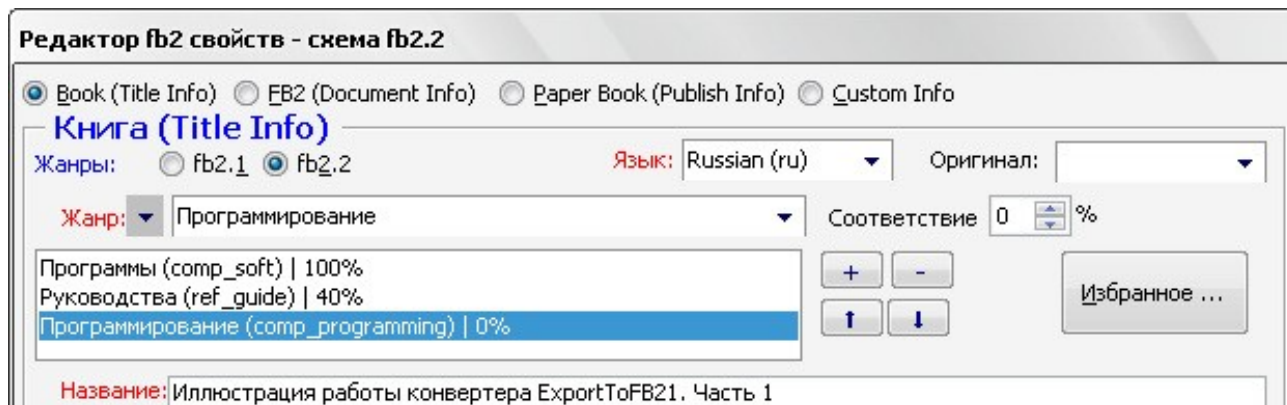 Редактор fb2 свойств - схема fb2.2
Book (Title Info) FB2 (Document Info) Paper Book (Publish Info) Custom Info
Книга (Title Info)
Жанры: fb2.1 fb2.2 Язык: Russian (ru) Оригинал:
Жанр: Программирование Соответствие 0 %
Программы (comp_soft) | 100%
Руководства (ref_guide) | 40%
Программирование (comp_programming) | 0%
+ -
Избранное ...
Название: Иллюстрация работы конвертера ExportToFB21. Часть 1